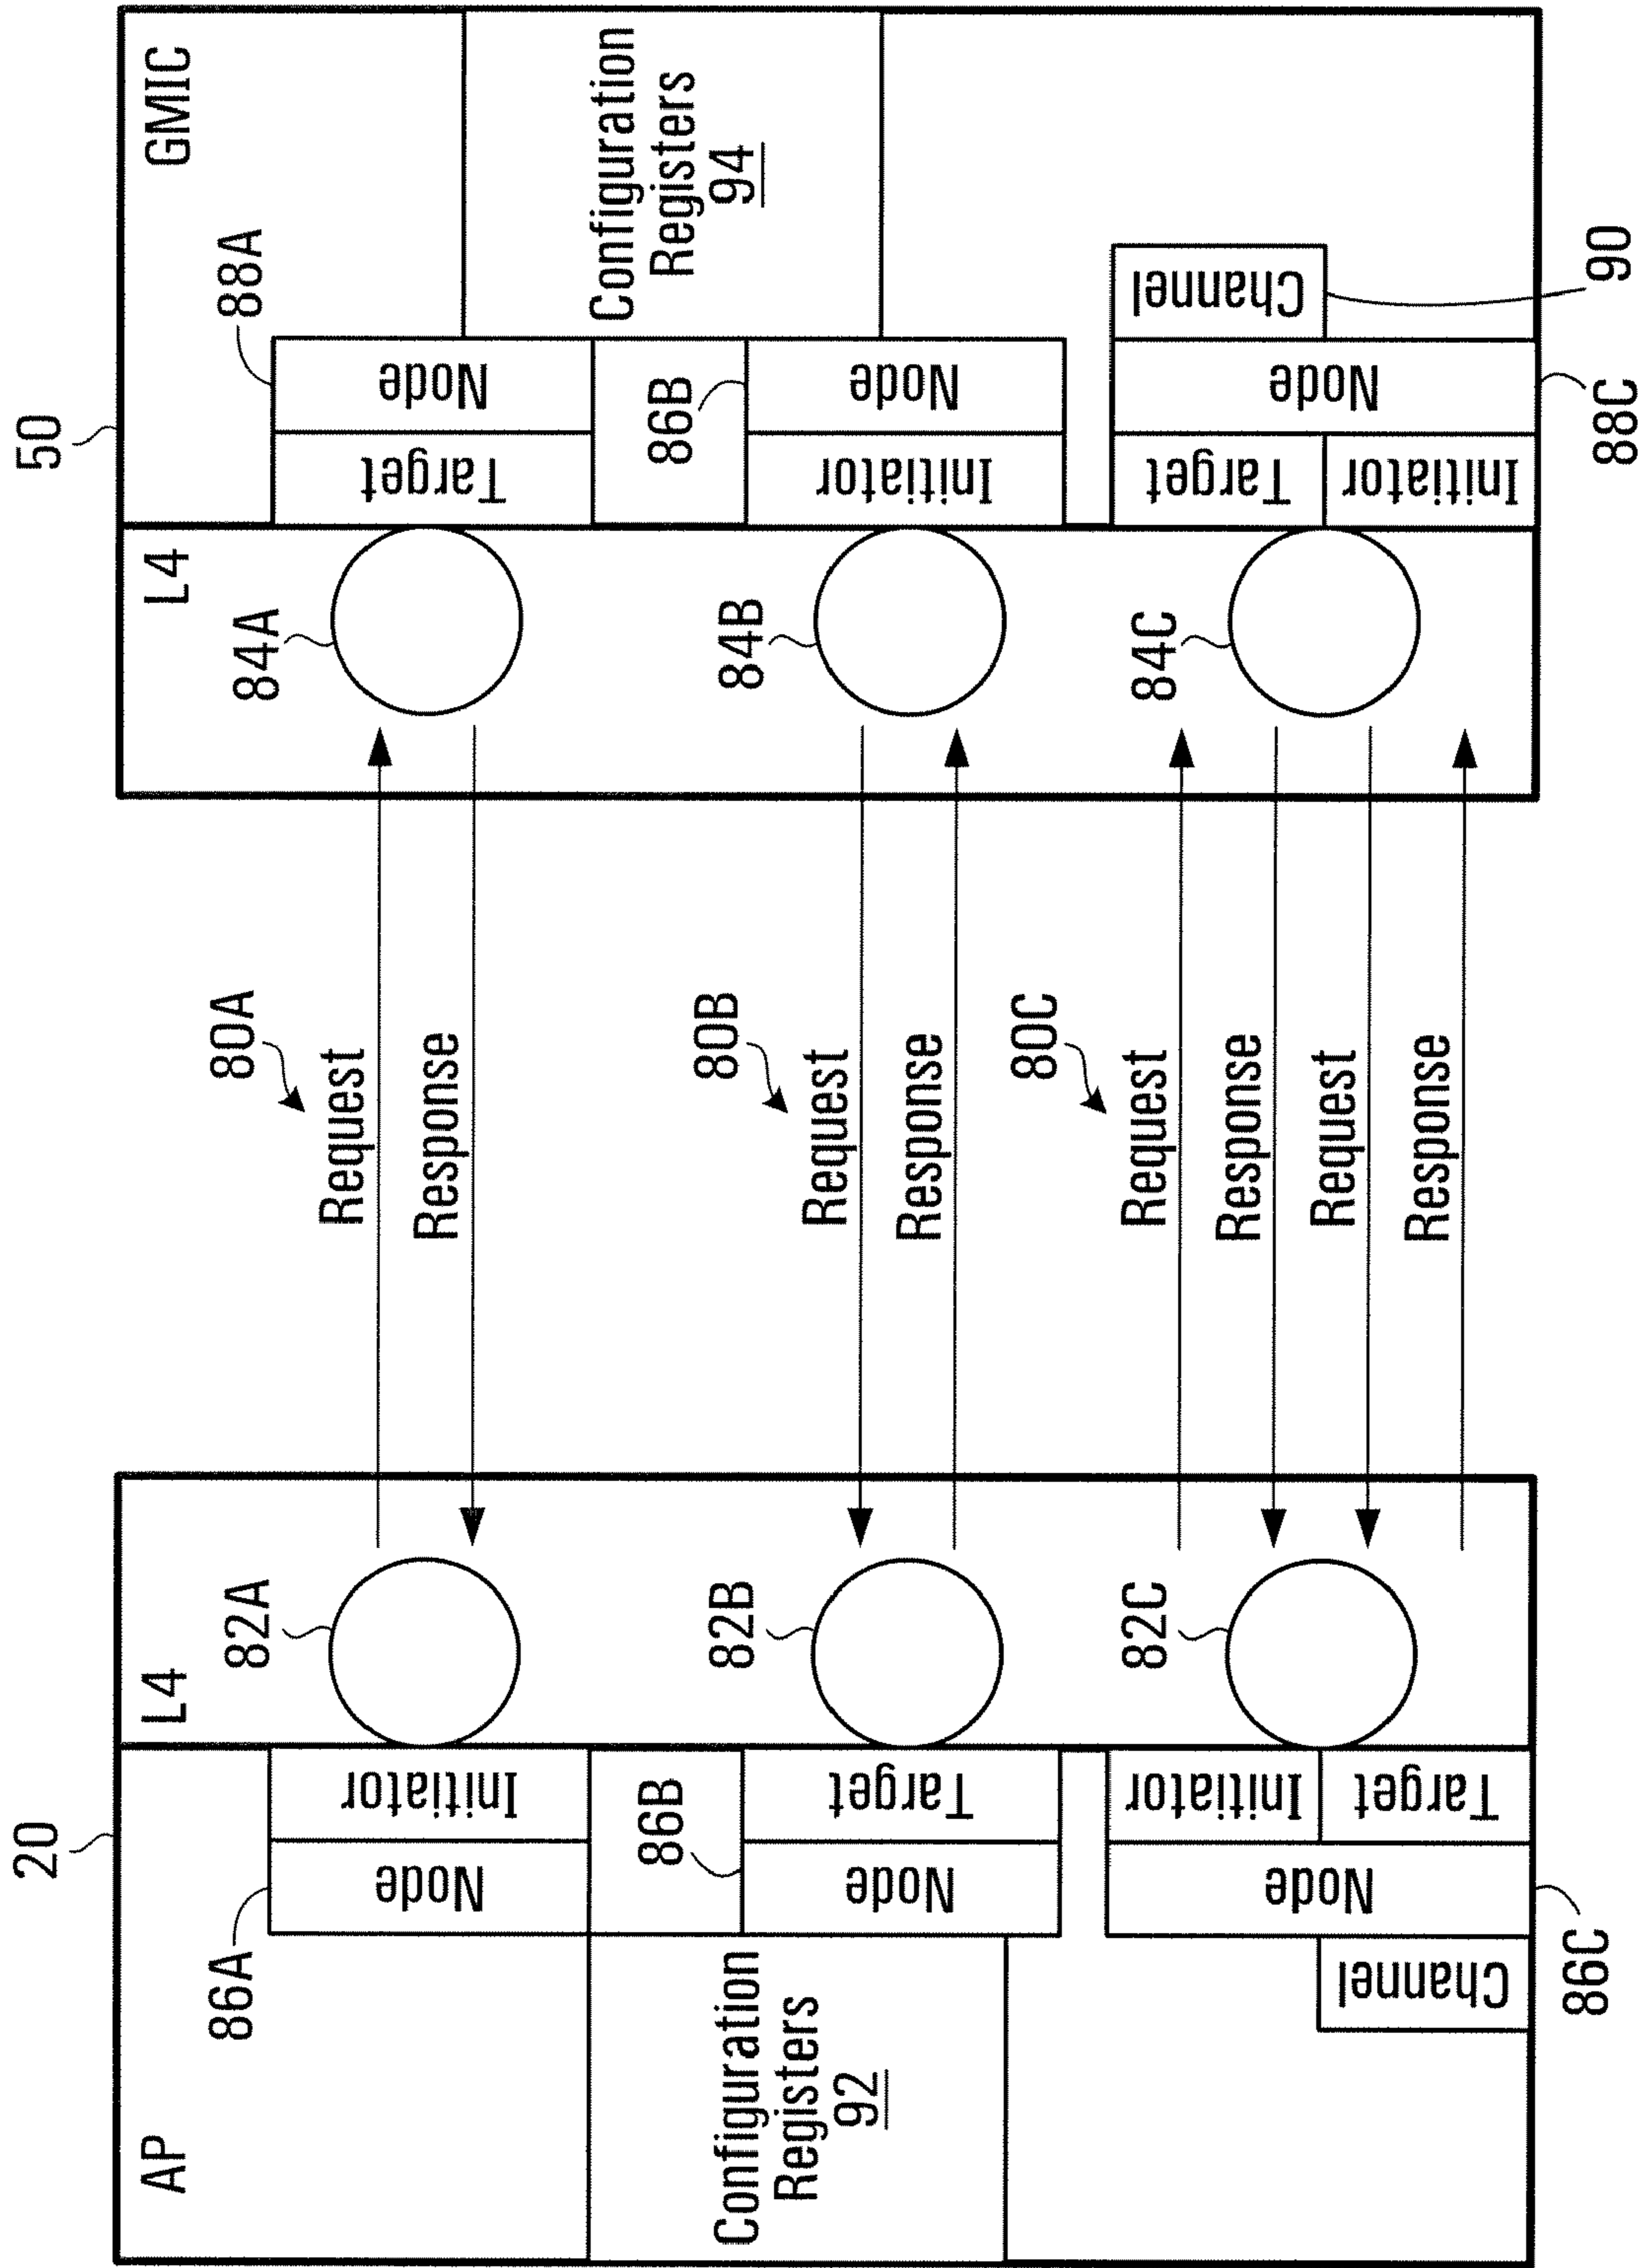 20
AP
L4
86A
Node
Initiator
82A
Configuration
Registers
92
86B
Node
Target
82B
Channel
Node
Initiator
Target
82C
86C
80A
Request
Response
80B
Request
Response
80C
Request
Response
Request
Response
50
L4
GMIC
84A
Target
Node
88A
84B
86B
Initiator
Node
Configuration
Registers
94
84C
Target
Initiator
Node
Channel
88C
90